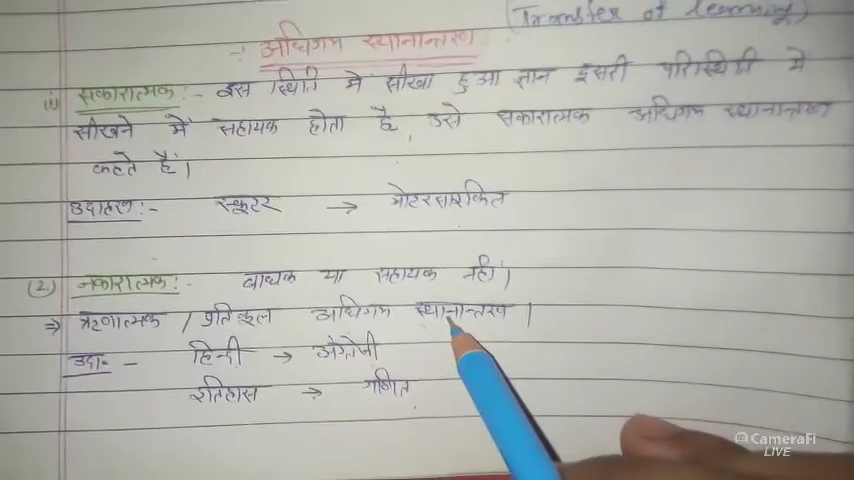 (Transfer of learning)
-: अधिगम स्थानान्तरण
(1) सकारात्मक :- इस स्थिति में सीखा हुआ ज्ञान दुसरी परिस्थिती में
सीखने में सहायक होता है, उसे सकारात्मक अधिगम स्थानान्तरण
कहते हैं।
उदाहरण :- स्कूटर → मोटरसाइकिल
(2) नकारात्मक :- बाधक या सहायक नहीं।
⇒ ऋणात्मक / प्रतिकूल अधिगम स्थानान्तरण |
उदा० - हिन्दी → अंग्रेजी
इतिहास → गणित
CameraFi
LIVE